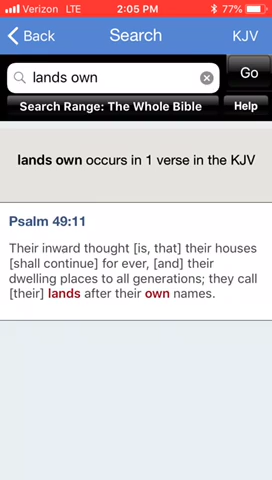 Verizon LTE 2:05 PM 77%
Back Search KJV
lands own Go
Search Range: The Whole Bible Help
lands own occurs in 1 verse in the KJV
Psalm 49:11
Their inward thought [is, that] their houses
[shall continue] for ever, [and] their
dwelling places to all generations; they call
[their] lands after their own names.